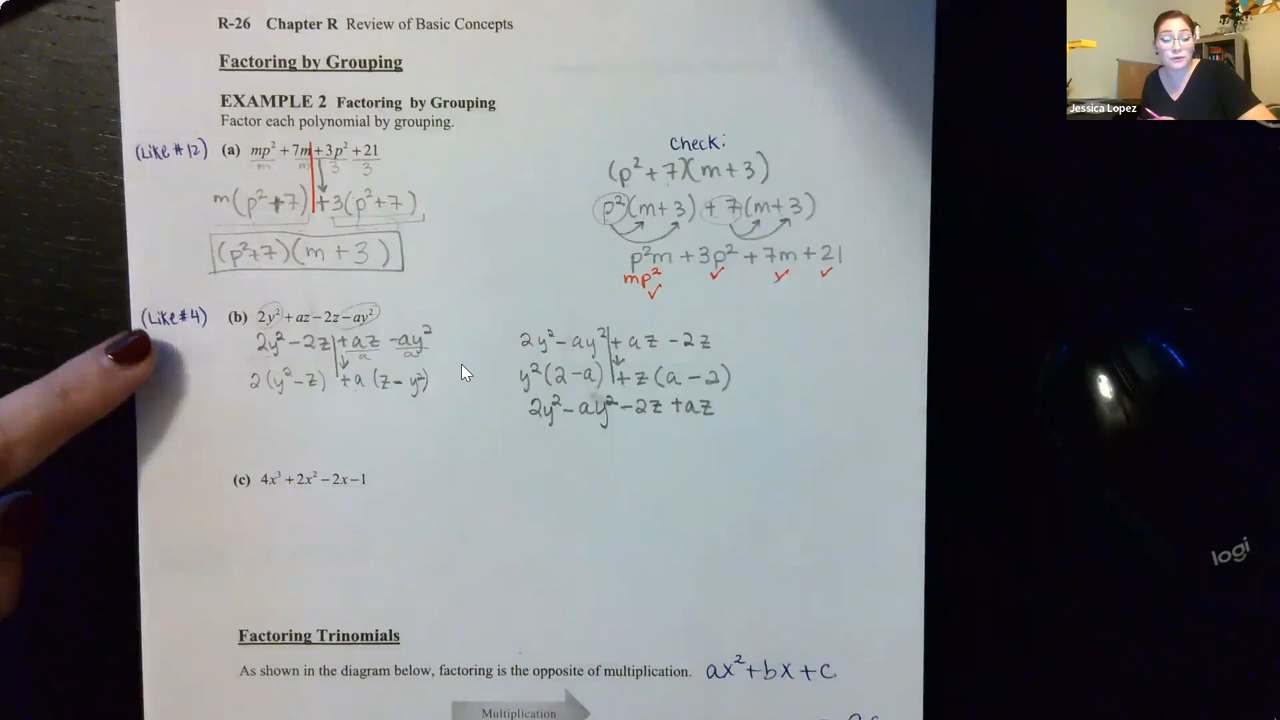 R-26 Chapter R Review of Basic Concepts
Jessica Lopez
Factoring by Grouping
EXAMPLE 2 Factoring by Grouping
Factor each polynomial by grouping.
(Like #12) (a) mp² + 7m + 3p² + 21
m m 3 3
m(p² + 7) + 3(p² + 7)
(p²+7)(m + 3)
check:
(p² + 7)(m + 3)
p²(m + 3) + 7(m + 3)
p²m + 3p² + 7m + 21
mp² ✓ ✓ ✓
✓
(Like #4) (b) 2y² + az − 2z − ay²
2y² − 2z + az − ay²
a a
2(y² − z) + a(z − y²)
2y² − ay² + az − 2z
y²(2 − a) + z(a − 2)
2y² − ay² − 2z + az
(c) 4x³ + 2x² − 2x − 1
logi
Factoring Trinomials
As shown in the diagram below, factoring is the opposite of multiplication. ax² + bx + c
Multiplication